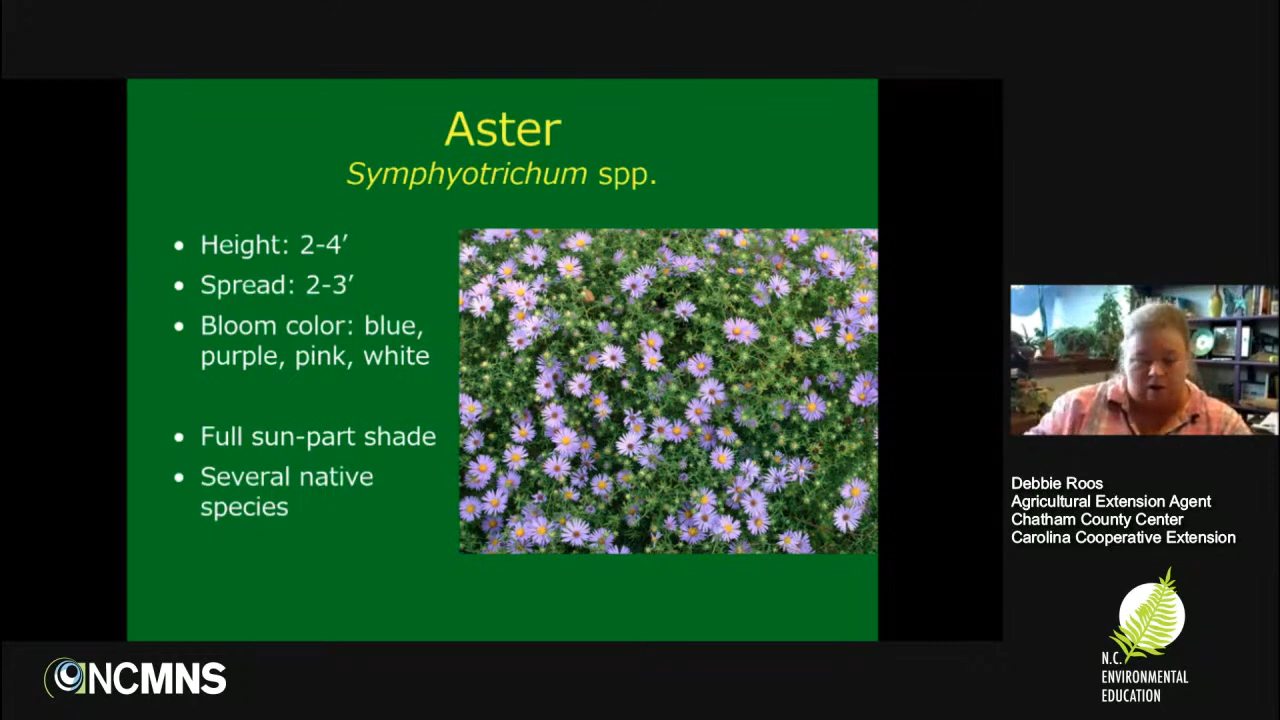 Aster
Symphyotrichum spp.
• Height: 2-4’
• Spread: 2-3’
• Bloom color: blue,
purple, pink, white
• Full sun-part shade
• Several native
species
Debbie Roos
Agricultural Extension Agent
Chatham County Center
Carolina Cooperative Extension
NCMNS
N.C.
ENVIRONMENTAL
EDUCATION